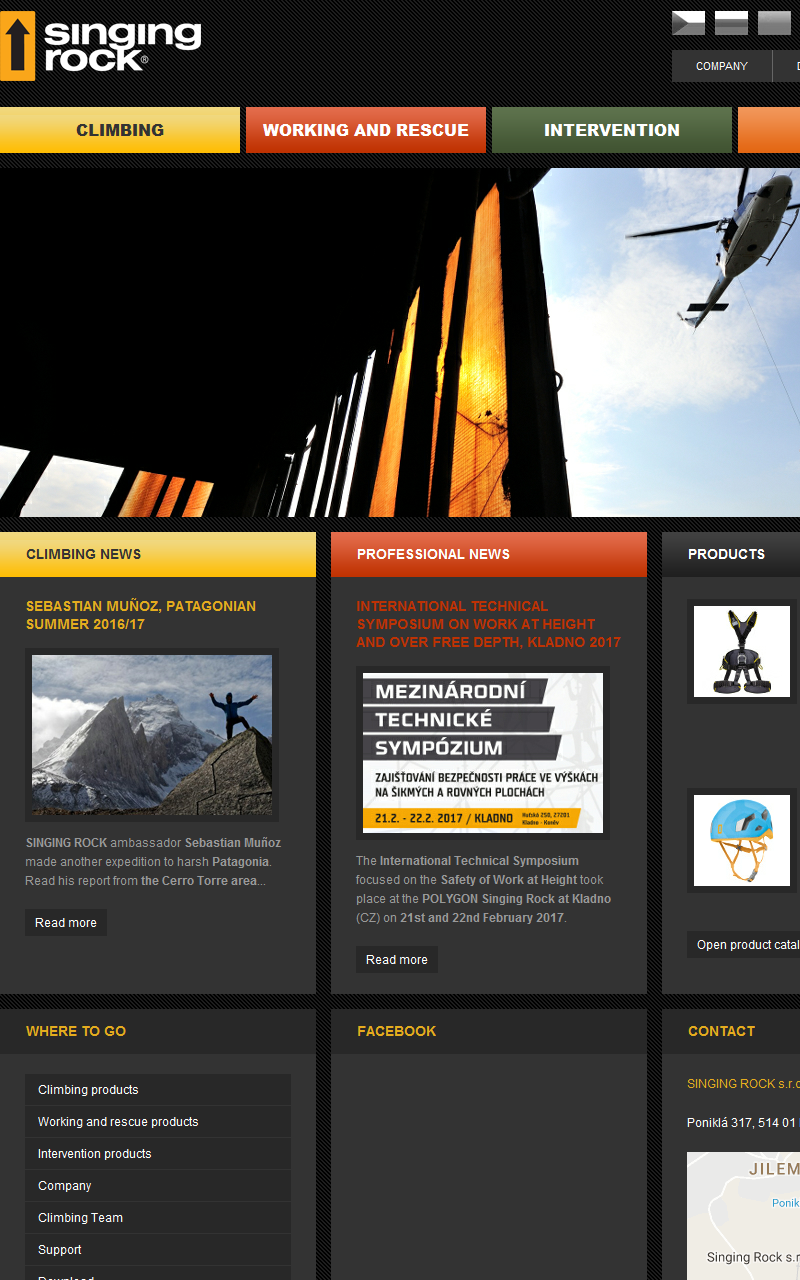 singing
rock®
COMPANY
CLIMBING
WORKING AND RESCUE
INTERVENTION
CLIMBING NEWS
SEBASTIAN MUÑOZ, PATAGONIAN
SUMMER 2016/17
SINGING ROCK ambassador Sebastian Muñoz
made another expedition to harsh Patagonia.
Read his report from the Cerro Torre area...
Read more
PROFESSIONAL NEWS
INTERNATIONAL TECHNICAL
SYMPOSIUM ON WORK AT HEIGHT
AND OVER FREE DEPTH, KLADNO 2017
MEZINÁRODNÍ
TECHNICKÉ
SYMPÓZIUM
ZAJIŠŤOVÁNÍ BEZPEČNOSTI PRÁCE VE VÝŠKÁCH
NA ŠIKMÝCH A ROVNÝCH PLOCHÁCH
21.2. - 22.2. 2017 / KLADNO
Huťská 250, 27201
Kladno - Koněv
The International Technical Symposium
focused on the Safety of Work at Height took
place at the POLYGON Singing Rock at Kladno
(CZ) on 21st and 22nd February 2017.
Read more
PRODUCTS
Open product catal
WHERE TO GO
Climbing products
Working and rescue products
Intervention products
Company
Climbing Team
Support
Download
FACEBOOK
CONTACT
SINGING ROCK s.r.o
Poniklá 317, 514 01
JILEM
Ponik
Singing Rock s.r